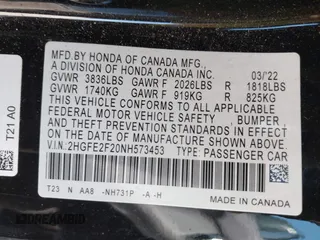 MFD.BY HONDA OF CANADA MFG.,
A DIVISION OF HONDA CANADA INC. 03/'22
GVWR 3836LBS GAWR F 2026LBS R 1818LBS
GVWR 1740KG GAWR F 919KG R 825KG
THIS VEHICLE CONFORMS TO ALL APPLICABLE
FEDERAL MOTOR VEHICLE SAFETY, BUMPER,
AND THEFT PREVENTION STANDARDS IN EFFECT
ON THE DATE OF MANUFACTURE SHOWN ABOVE.
V.I.N.:2HGFE2F20NH573453 TYPE: PASSENGER CAR
T23 N AA8 -NH731P -A -H
MADE IN CANADA
T21 A0